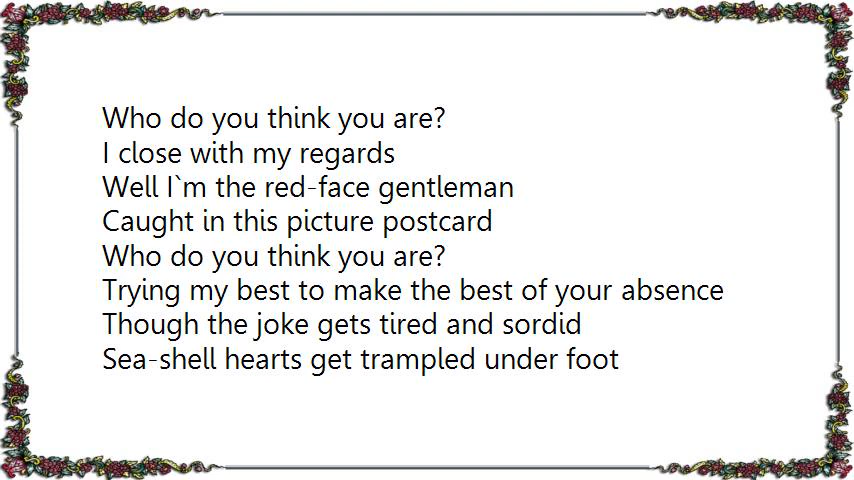 Who do you think you are?
I close with my regards
Well I`m the red-face gentleman
Caught in this picture postcard
Who do you think you are?
Trying my best to make the best of your absence
Though the joke gets tired and sordid
Sea-shell hearts get trampled under foot